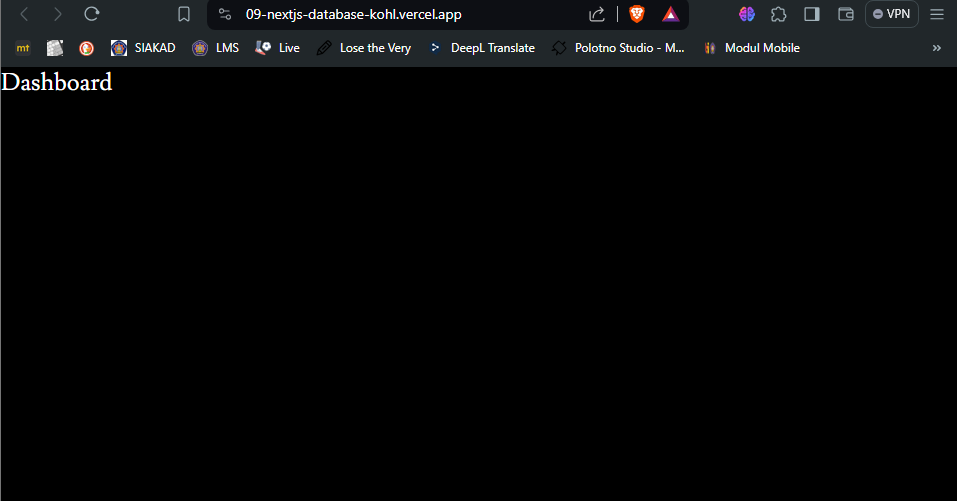 09-nextjs-database-kohl.vercel.app
VPN
mt SIAKAD LMS Live Lose the Very DeepL Translate Polotno Studio - M... Modul Mobile »
Dashboard